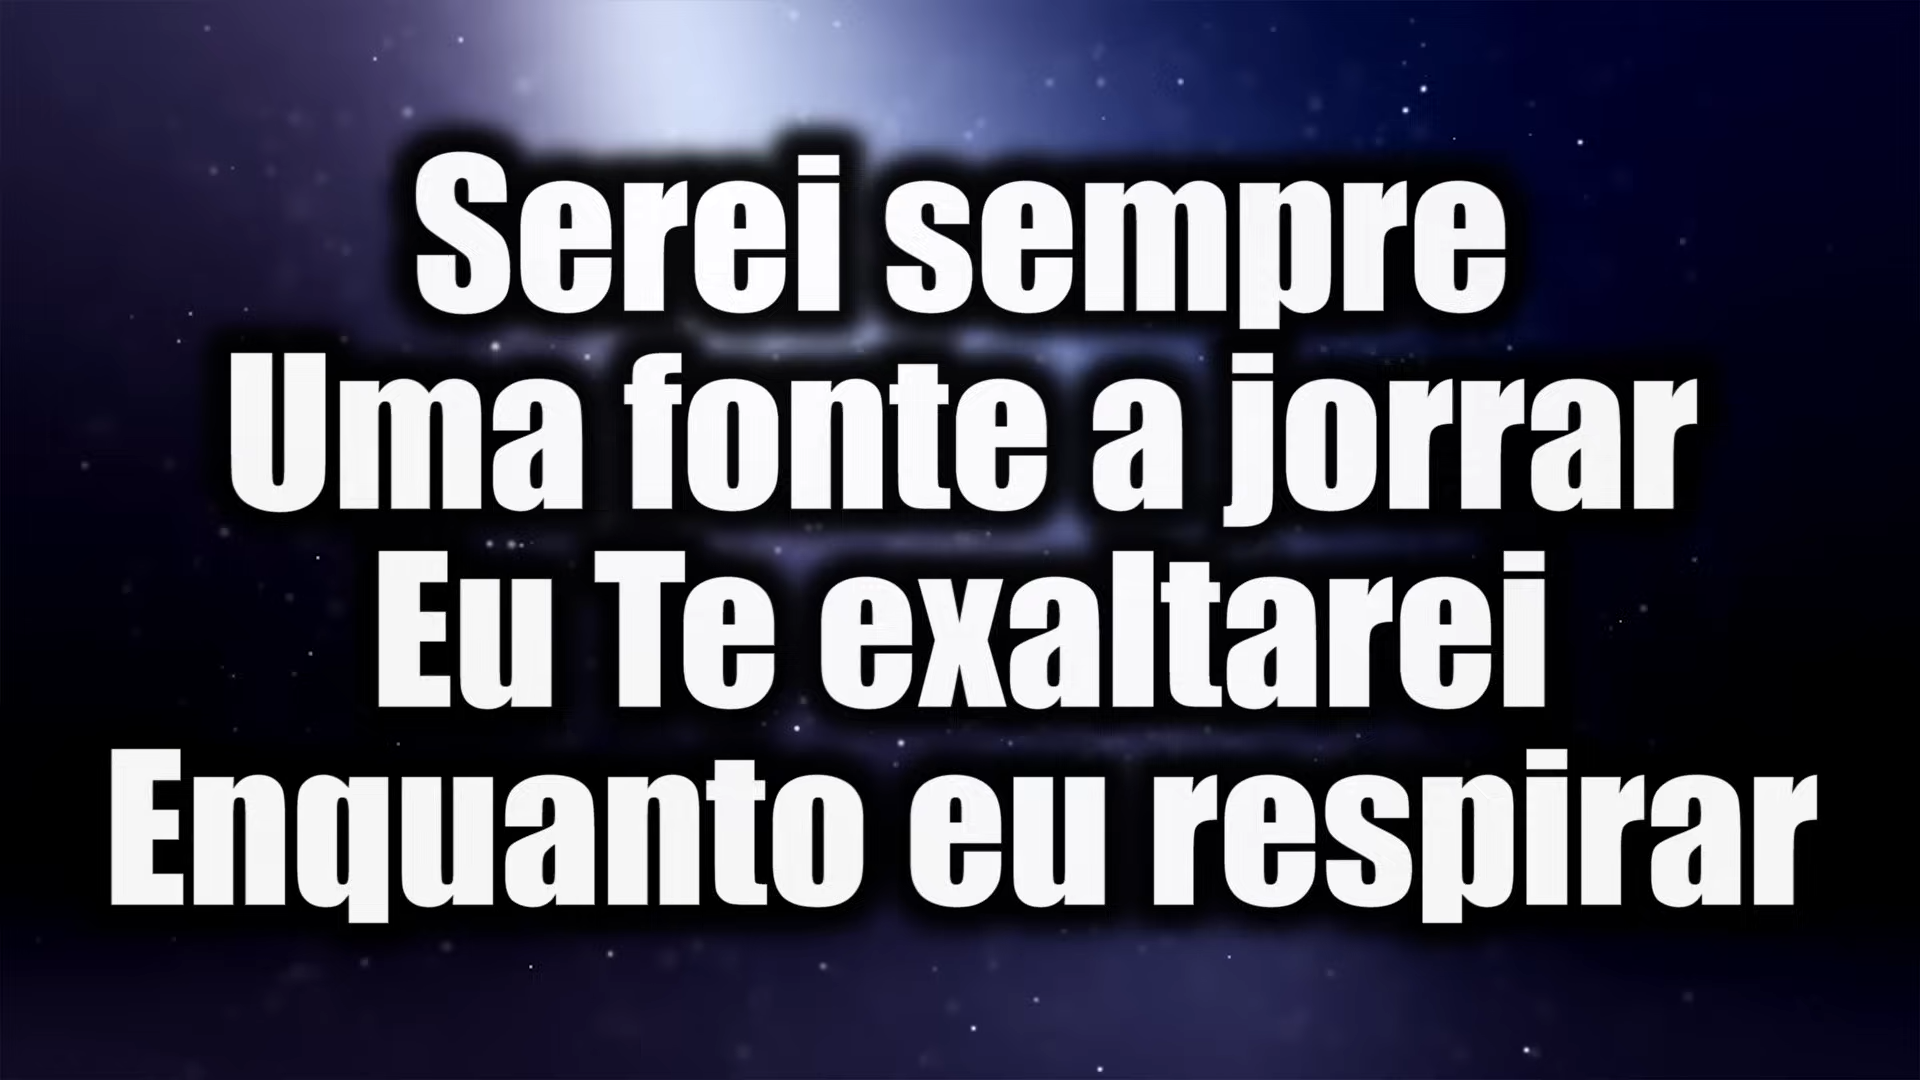 Serei sempre
Uma fonte a jorrar
Eu Te exaltarei
Enquanto eu respirar